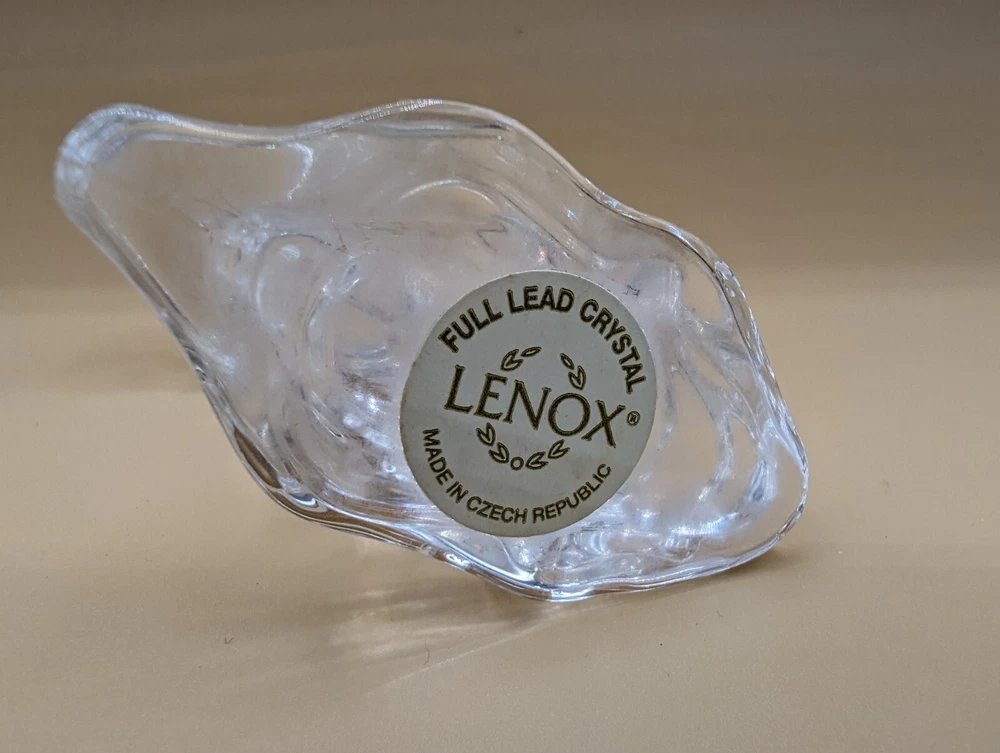 FULL LEAD CRYSTAL
LENOX®
MADE IN CZECH REPUBLIC